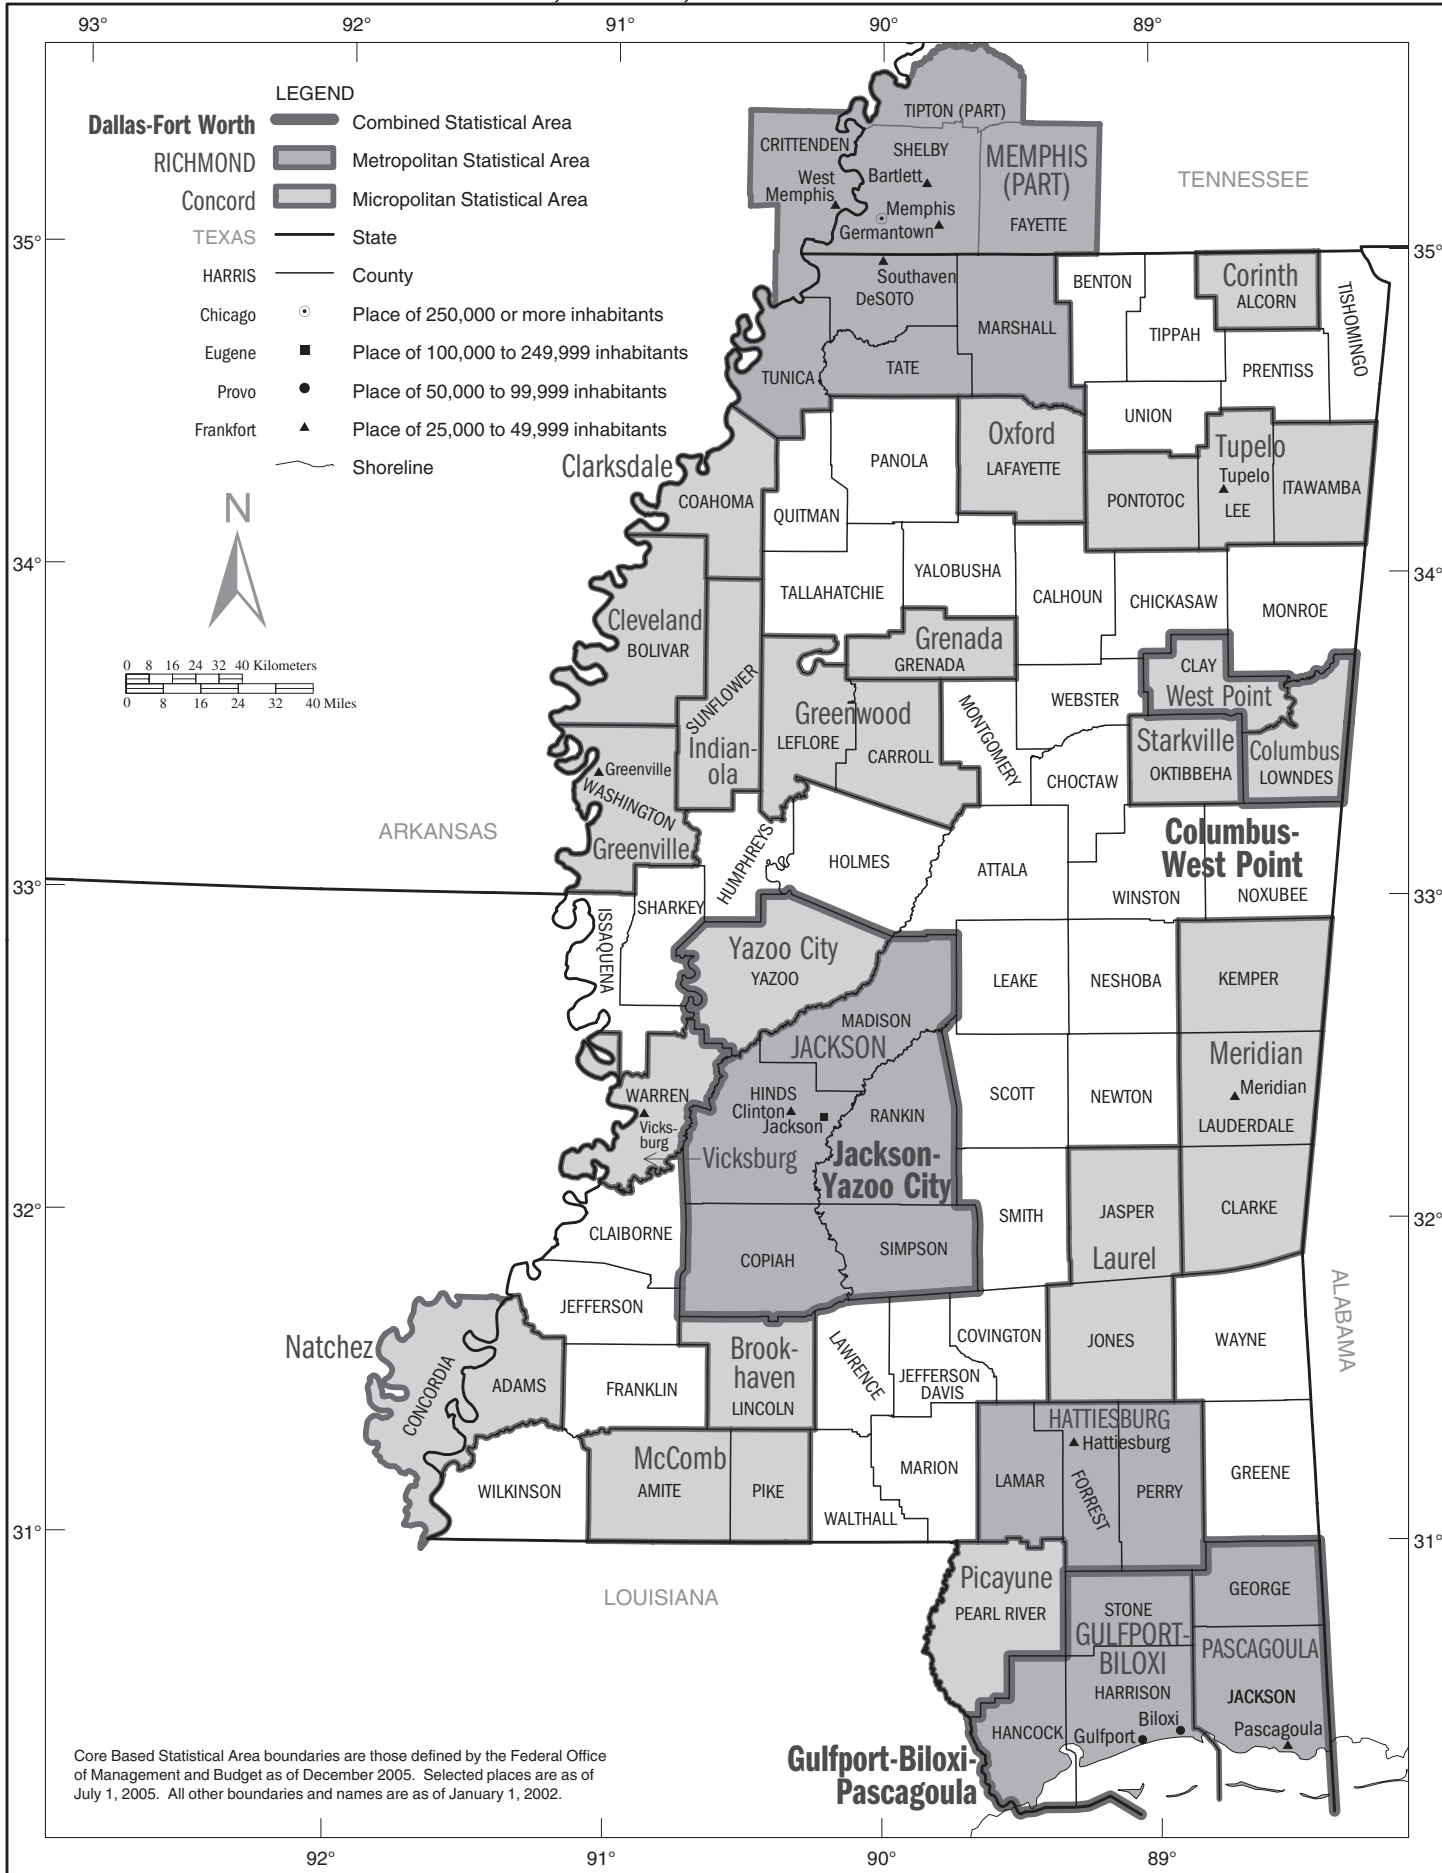 93°
92°
91°
90°
89°
LEGEND
Dallas-Fort Worth
Combined Statistical Area
RICHMOND
Metropolitan Statistical Area
Concord
Micropolitan Statistical Area
TEXAS
State
HARRIS
County
Chicago
Place of 250,000 or more inhabitants
Eugene
Place of 100,000 to 249,999 inhabitants
Provo
Place of 50,000 to 99,999 inhabitants
Frankfort
Place of 25,000 to 49,999 inhabitants
Shoreline
N
0 8 16 24 32 40 Kilometers
0 8 16 24 32 40 Miles
TIPTON (PART)
CRITTENDEN
SHELBY
MEMPHIS
(PART)
Bartlett
West
Memphis
Memphis
Germantown
FAYETTE
TENNESSEE
35°
35°
Southaven
DeSOTO
MARSHALL
BENTON
Corinth
ALCORN
TISHOMINGO
TIPPAH
PRENTISS
TUNICA
TATE
UNION
Clarksdale
COAHOMA
PANOLA
Oxford
LAFAYETTE
Tupelo
Tupelo
LEE
PONTOTOC
ITAWAMBA
QUITMAN
34°
34°
TALLAHATCHIE
YALOBUSHA
CALHOUN
CHICKASAW
MONROE
Cleveland
BOLIVAR
SUNFLOWER
Grenada
GRENADA
CLAY
West Point
WEBSTER
Greenwood
LEFLORE
CARROLL
MONTGOMERY
Indian-
ola
Starkville
OKTIBBEHA
Columbus
LOWNDES
CHOCTAW
Greenville
WASHINGTON
Greenville
ARKANSAS
HUMPHREYS
HOLMES
ATTALA
Columbus-
West Point
WINSTON
NOXUBEE
33°
33°
SHARKEY
ISSAQUENA
Yazoo City
YAZOO
LEAKE
NESHOBA
KEMPER
MADISON
JACKSON
Meridian
Meridian
LAUDERDALE
WARREN
Vicks-
burg
Vicksburg
HINDS
Clinton
Jackson
RANKIN
Jackson-
Yazoo City
SCOTT
NEWTON
32°
32°
CLAIBORNE
COPIAH
SIMPSON
SMITH
JASPER
CLARKE
Laurel
ALABAMA
JEFFERSON
Natchez
CONCORDIA
ADAMS
FRANKLIN
Brook-
haven
LINCOLN
LAWRENCE
JEFFERSON
DAVIS
COVINGTON
JONES
WAYNE
HATTIESBURG
Hattiesburg
WILKINSON
McComb
AMITE
PIKE
WALTHALL
MARION
LAMAR
FORREST
PERRY
GREENE
31°
31°
LOUISIANA
Picayune
PEARL RIVER
STONE
GULFPORT-
BILOXI
HARRISON
GEORGE
PASCAGOULA
JACKSON
HANCOCK
Gulfport
Biloxi
Pascagoula
Gulfport-Biloxi-
Pascagoula
Core Based Statistical Area boundaries are those defined by the Federal Office
of Management and Budget as of December 2005. Selected places are as of
July 1, 2005. All other boundaries and names are as of January 1, 2002.
92°
91°
90°
89°